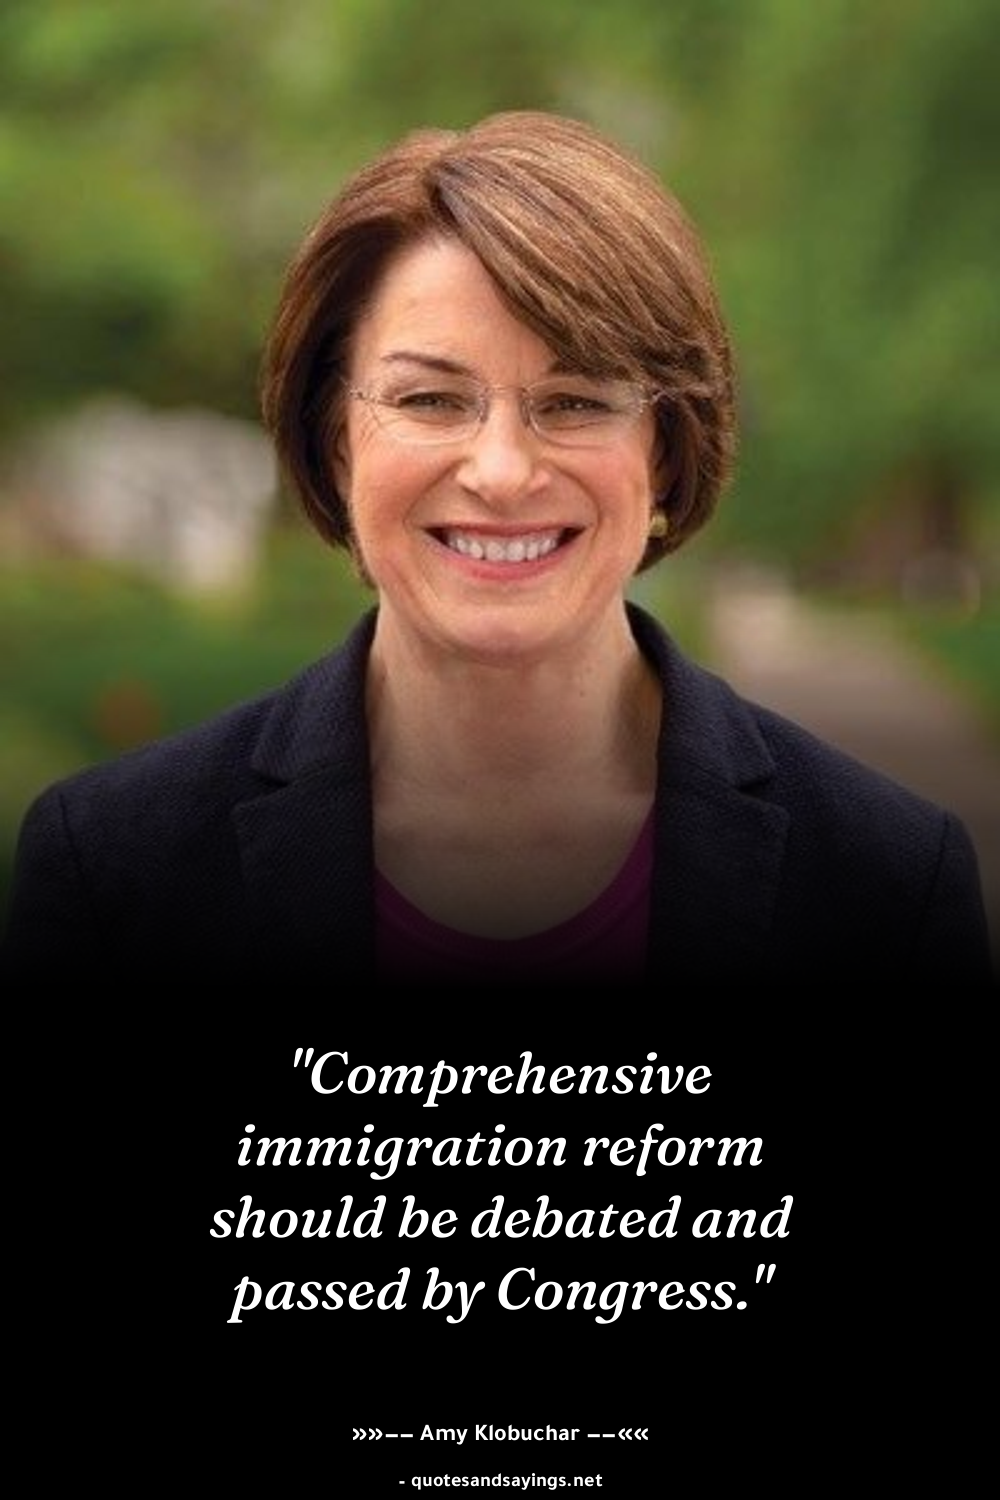 "Comprehensive
immigration reform
should be debated and
passed by Congress."
»»−− Amy Klobuchar −−««
- quotesandsayings.net